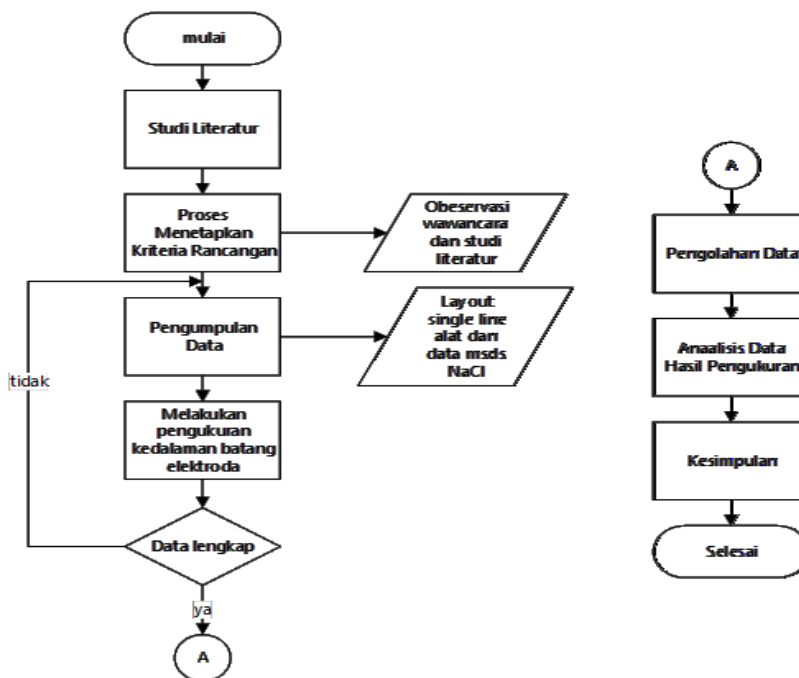 mulai
Studi Literatur
Proses
Menetapkan
Kriteria Rancangan
Obeservasi
wawancara
dan studi
literatur
Pengumpulan
Data
Layout
single line
alat dan
data msds
NaCl
tidak
Melakukan
pengukuran
kedalaman batang
elektroda
Data lengkap
ya
A
A
Pengolahan Data
Anaalisis Data
Hasil Pengukuran
Kesimpulan
Selesai